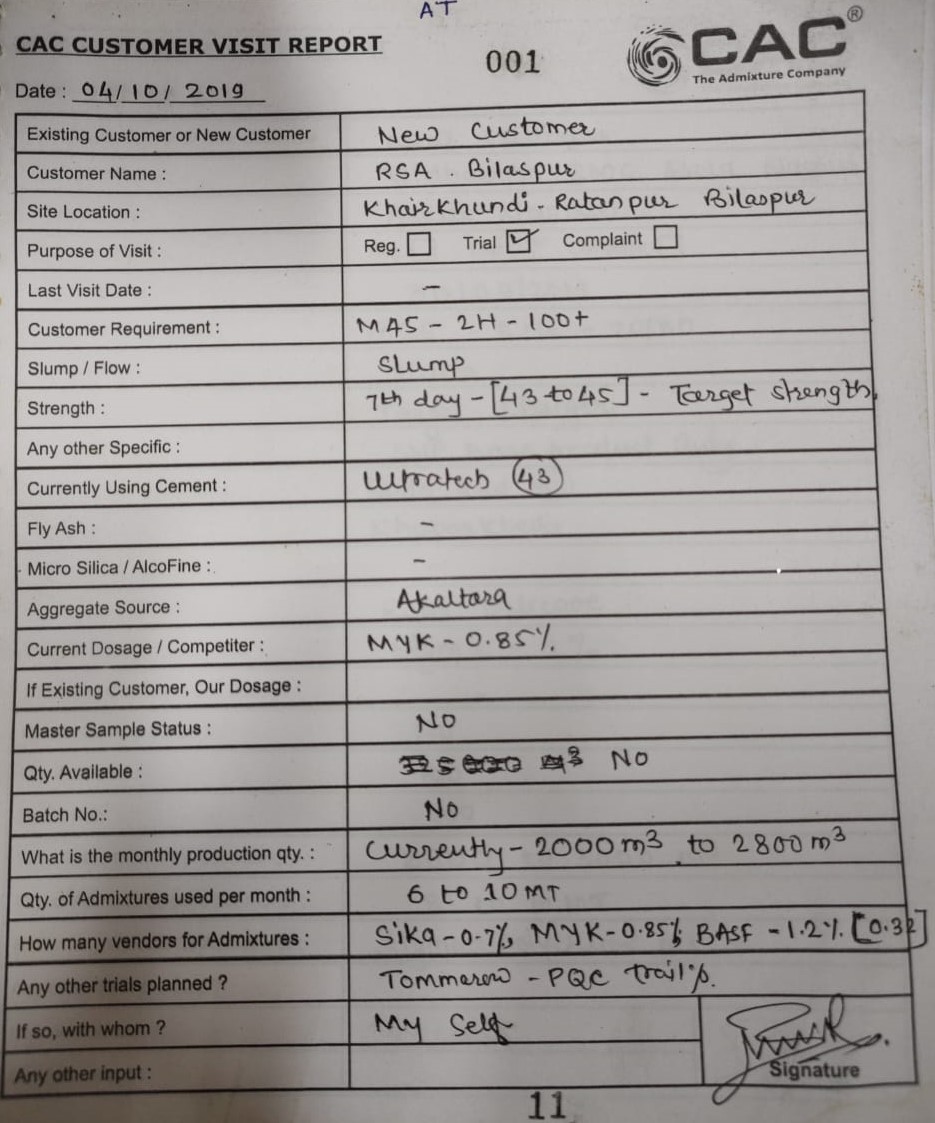 AT
CAC CUSTOMER VISIT REPORT
001
CAC®
The Admixture Company
Date : 04/10/2019
Existing Customer or New Customer New Customer
Customer Name : RSA . Bilaspur
Site Location : Khairkhundi - Ratanpur Bilaspur
Purpose of Visit : Reg. Trial Complaint
Last Visit Date : -
Customer Requirement : M45 - 2H - 100+
Slump / Flow : Slump
Strength : 7th day - [43 to 45] - Target strength
Any other Specific :
Currently Using Cement : Ultratech 43
Fly Ash : -
Micro Silica / AlcoFine : -
Aggregate Source : Akaltara
Current Dosage / Competiter : MYK - 0.85%
If Existing Customer, Our Dosage :
Master Sample Status : NO
Qty. Available : NO
Batch No.: NO
What is the monthly production qty. : Currently - 2000 m³ to 2800 m³
Qty. of Admixtures used per month : 6 to 10 MT
How many vendors for Admixtures : Sika - 0.7%, MYK - 0.85%, BASF - 1.2% [0.32]
Any other trials planned ? Tommarow - PQC trail's.
If so, with whom ? My Self
Any other input :
Signature
11